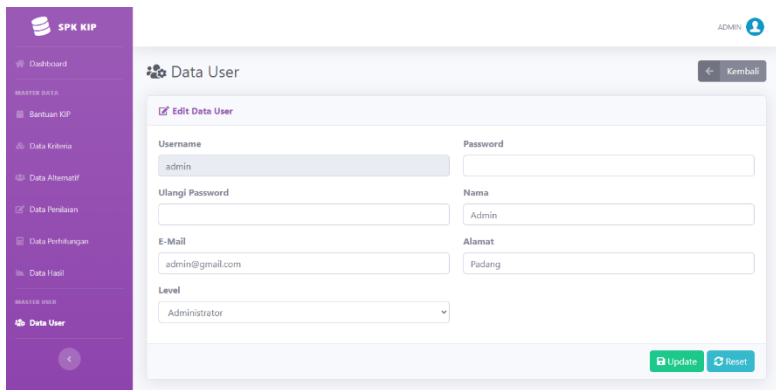 SPK KIP
ADMIN
Dashboard
MASTER DATA
Bantuan KIP
Data Kriteria
Data Alternatif
Data Penilaian
Data Perhitungan
Data Hasil
MASTER USER
Data User
Data User
Kembali
Edit Data User
Username
Password
admin
Ulangi Password
Nama
Admin
E-Mail
Alamat
admin@gmail.com
Padang
Level
Administrator
Update
Reset